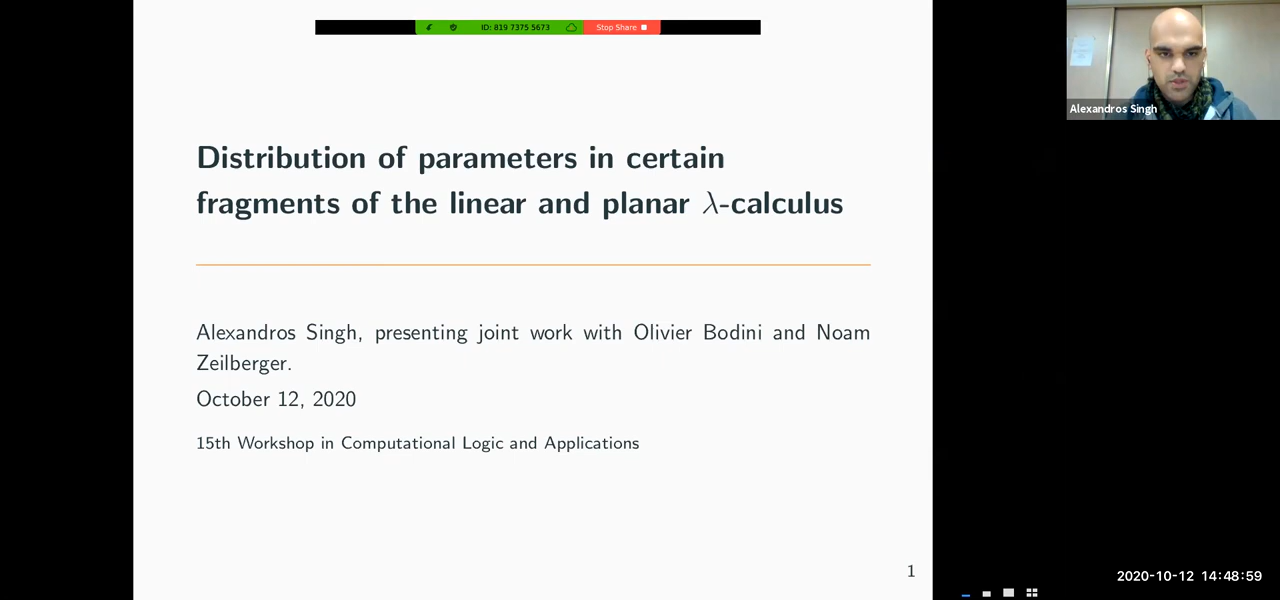 ID: 819 7375 5673
Stop Share
Alexandros Singh
Distribution of parameters in certain
fragments of the linear and planar λ-calculus
Alexandros Singh, presenting joint work with Olivier Bodini and Noam
Zeilberger.
October 12, 2020
15th Workshop in Computational Logic and Applications
1
2020-10-12 14:48:59